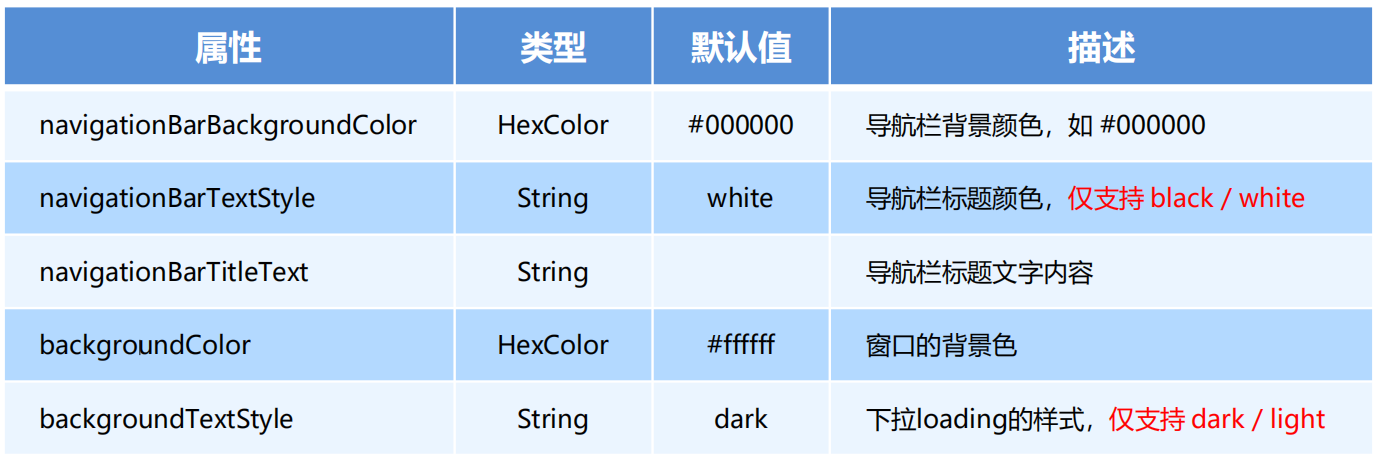 属性 类型 默认值 描述
navigationBarBackgroundColor HexColor #000000 导航栏背景颜色，如 #000000
navigationBarTextStyle String white 导航栏标题颜色，仅支持 black / white
navigationBarTitleText String 导航栏标题文字内容
backgroundColor HexColor #ffffff 窗口的背景色
backgroundTextStyle String dark 下拉loading的样式，仅支持 dark / light